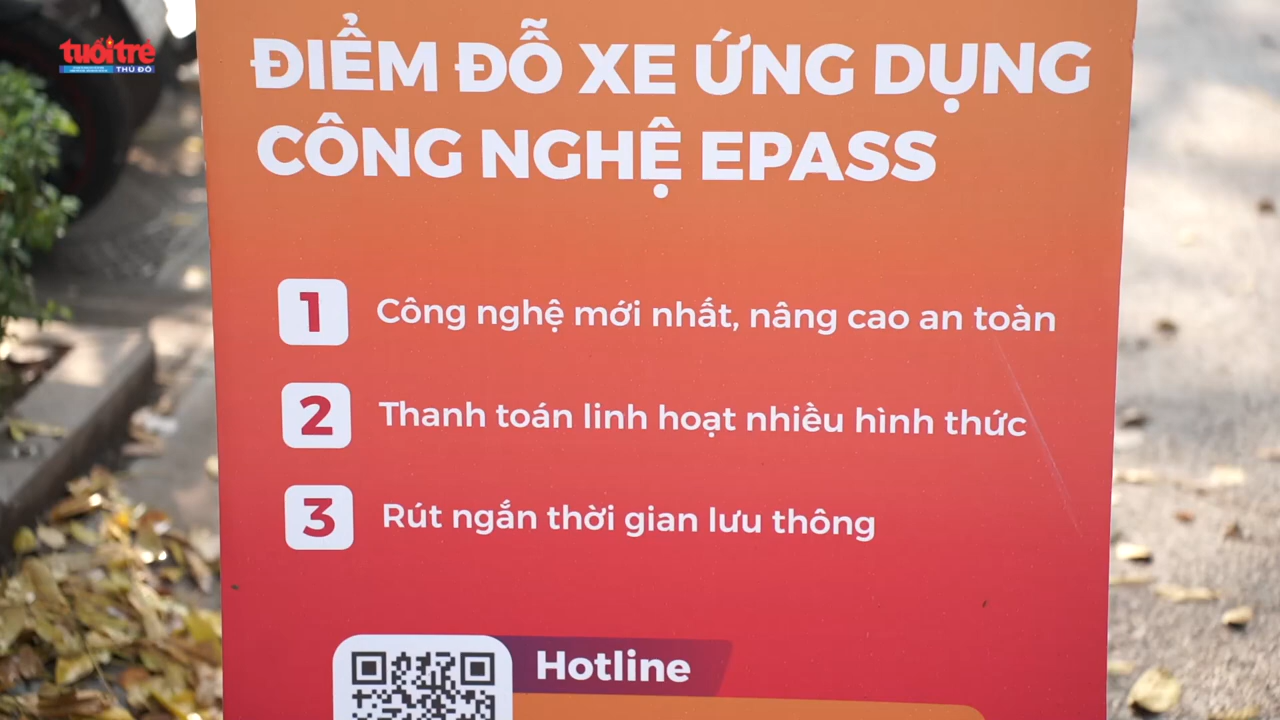 tuổi trẻ
THỦ ĐÔ
ĐIỂM ĐỖ XE ỨNG DỤNG
CÔNG NGHỆ EPASS
1 Công nghệ mới nhất, nâng cao an toàn
2 Thanh toán linh hoạt nhiều hình thức
3 Rút ngắn thời gian lưu thông
Hotline